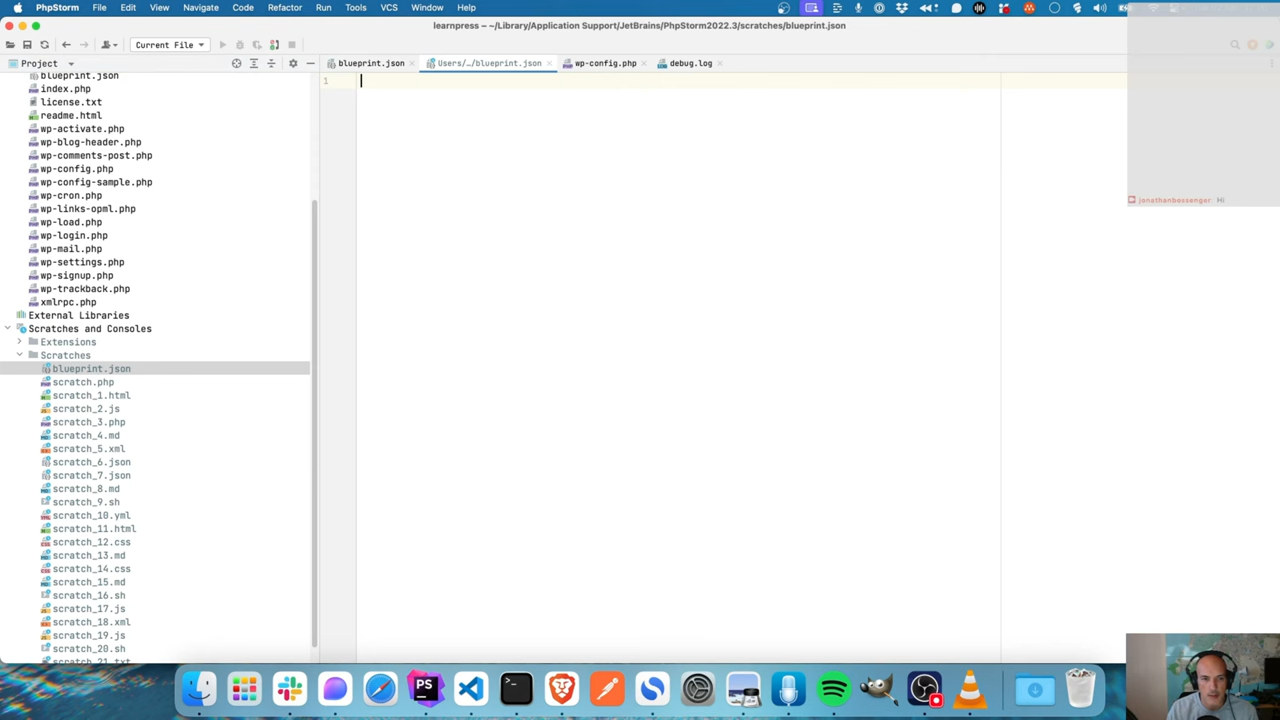 PhpStorm File Edit View Navigate Code Refactor Run Tools VCS Window Help
learnpress – ~/Library/Application Support/JetBrains/PhpStorm2022.3/scratches/blueprint.json
Current File
Project
blueprint.json
Users/…/blueprint.json
wp-config.php
debug.log
1
blueprint.json
index.php
license.txt
readme.html
wp-activate.php
wp-blog-header.php
wp-comments-post.php
wp-config.php
wp-config-sample.php
wp-cron.php
wp-links-opml.php
wp-load.php
wp-login.php
wp-mail.php
wp-settings.php
wp-signup.php
wp-trackback.php
xmlrpc.php
External Libraries
Scratches and Consoles
Extensions
Scratches
blueprint.json
scratch.php
scratch_1.html
scratch_2.js
scratch_3.php
scratch_4.md
scratch_5.xml
scratch_6.json
scratch_7.json
scratch_8.md
scratch_9.sh
scratch_10.yml
scratch_11.html
scratch_12.css
scratch_13.md
scratch_14.css
scratch_15.md
scratch_16.sh
scratch_17.js
scratch_18.xml
scratch_19.js
scratch_20.sh
scratch_21.txt
jonathanbossenger: Hi
PS